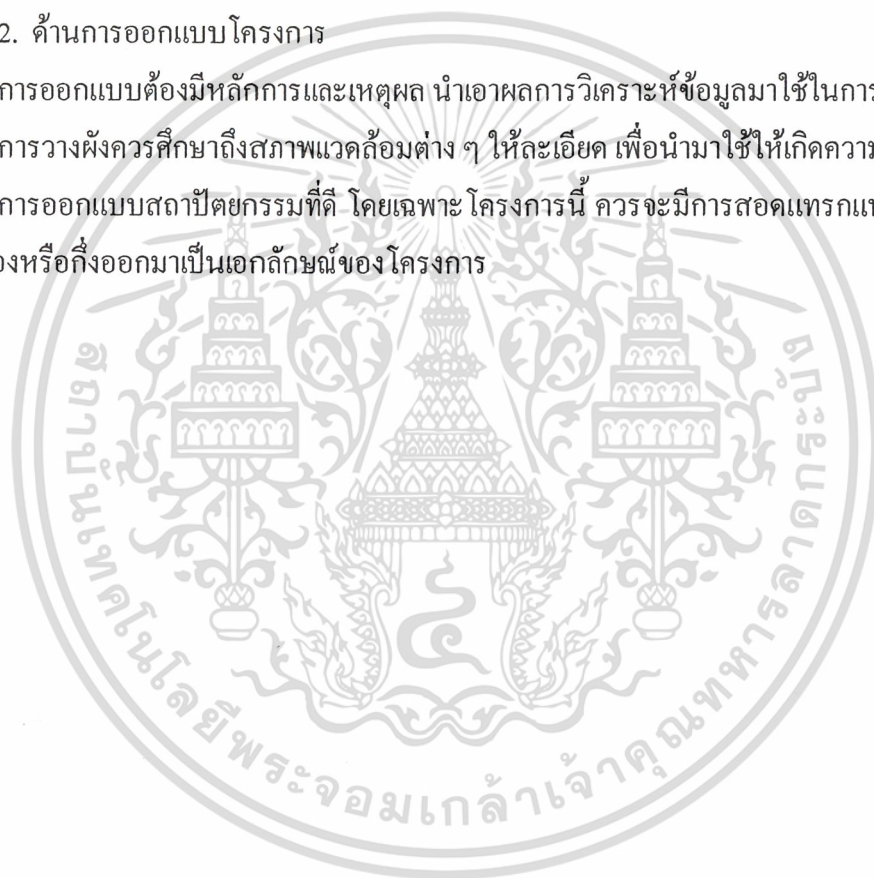 2. ด้านการออกแบบโครงการ
การออกแบบต้องมีหลักการและเหตุผล นำเอาผลการวิเคราะห์ข้อมูลมาใช้ในการ
การวางผังควรศึกษาถึงสภาพแวดล้อมต่าง ๆ ให้ละเอียด เพื่อนำมาใช้ให้เกิดความ
การออกแบบสถาปัตยกรรมที่ดี โดยเฉพาะโครงการนี้ ควรจะมีการสอดแทรกแ
องหรือกึ่งออกมาเป็นเอกลักษณ์ของโครงการ
สถาบันเทคโนโลยีพระจอมเกล้าเจ้าคุณทหารลาดกระบัง
๔